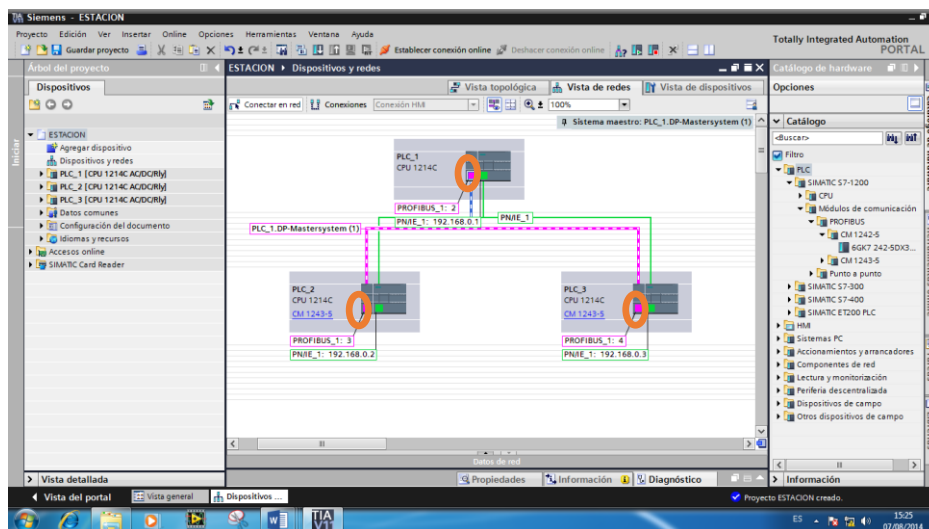 Siemens - ESTACION
Proyecto Edición Ver Insertar Online Opciones Herramientas Ventana Ayuda
Guardar proyecto Establecer conexión online Deshacer conexión online
Totally Integrated Automation
PORTAL
Árbol del proyecto
ESTACION Dispositivos y redes
Catálogo de hardware
Dispositivos
Vista topológica Vista de redes Vista de dispositivos
Opciones
Conectar en red Conexiones Conexión HMI 100%
Sistema maestro: PLC_1.DP-Mastersystem (1)
Catálogo
<Buscar>
Filtro
Iniciar
ESTACION
Agregar dispositivo
Dispositivos y redes
PLC_1 [CPU 1214C AC/DC/Rly]
PLC_2 [CPU 1214C AC/DC/Rly]
PLC_3 [CPU 1214C AC/DC/Rly]
Datos comunes
Configuración del documento
Idiomas y recursos
Accesos online
SIMATIC Card Reader
PLC_1
CPU 1214C
PROFIBUS_1: 2
PN/IE_1: 192.168.0.1
PN/IE_1
PLC_1.DP-Mastersystem (1)
PLC_2
CPU 1214C
CM 1243-5
PROFIBUS_1: 3
PN/IE_1: 192.168.0.2
PLC_3
CPU 1214C
CM 1243-5
PROFIBUS_1: 4
PN/IE_1: 192.168.0.3
PLC
SIMATIC S7-1200
CPU
Módulos de comunicación
PROFIBUS
CM 1242-5
6GK7 242-5DX3...
CM 1243-5
Punto a punto
SIMATIC S7-300
SIMATIC S7-400
SIMATIC ET200 PLC
HMI
Sistemas PC
Accionamientos y arrancadores
Componentes de red
Lectura y monitorización
Periferia descentralizada
Dispositivos de campo
Otros dispositivos de campo
Datos de red
Vista detallada
Propiedades Información Diagnóstico
Información
Vista del portal Vista general Dispositivos ...
Proyecto ESTACION creado.
TIA
V11
ES 15:25
07/08/2014